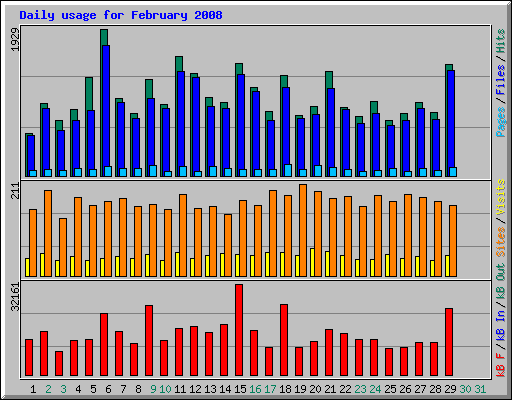 Daily usage for February 2008
1929
Pages / Files / Hits
211
Sites / Visits
32161
kB F / kB In / kB Out
1 2 3 4 5 6 7 8 9 10 11 12 13 14 15 16 17 18 19 20 21 22 23 24 25 26 27 28 29 30 31